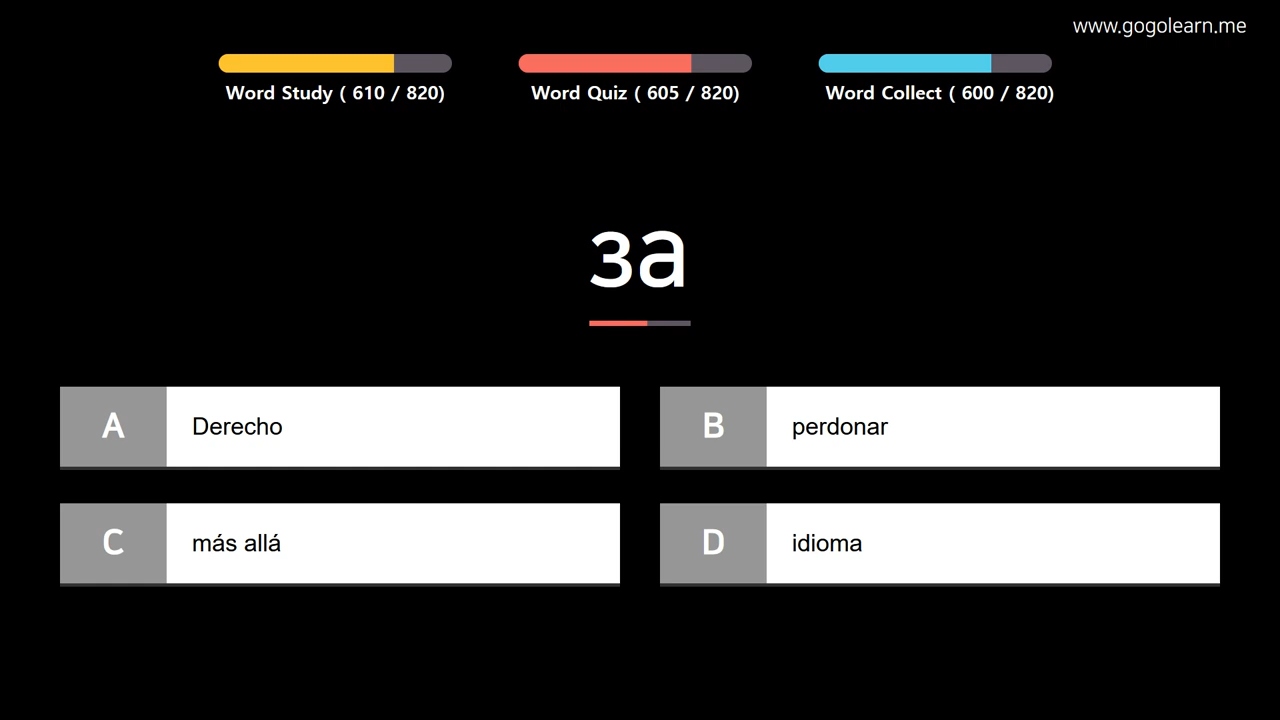 www.gogolearn.me
Word Study ( 610 / 820)
Word Quiz ( 605 / 820)
Word Collect ( 600 / 820)
за
A Derecho
B perdonar
C más allá
D idioma